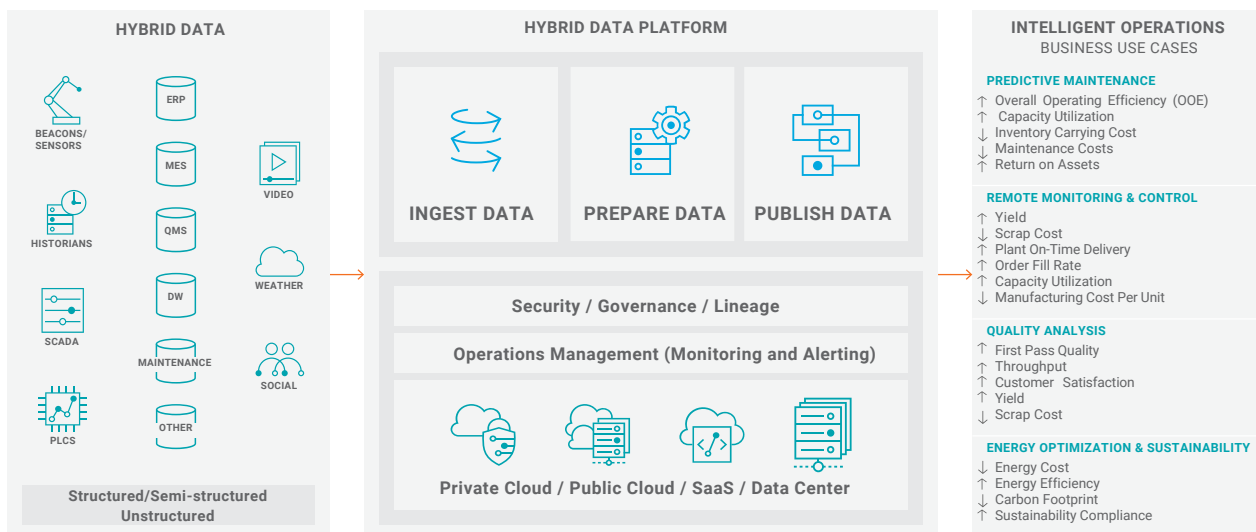 HYBRID DATA
BEACONS/
SENSORS
HISTORIANS
SCADA
PLCS
ERP
MES
QMS
DW
MAINTENANCE
OTHER
VIDEO
WEATHER
SOCIAL
Structured/Semi-structured
Unstructured
HYBRID DATA PLATFORM
INGEST DATA
PREPARE DATA
PUBLISH DATA
Security / Governance / Lineage
Operations Management (Monitoring and Alerting)
Private Cloud / Public Cloud / SaaS / Data Center
INTELLIGENT OPERATIONS
BUSINESS USE CASES
PREDICTIVE MAINTENANCE
↑ Overall Operating Efficiency (OOE)
↑ Capacity Utilization
↓ Inventory Carrying Cost
↓ Maintenance Costs
↑ Return on Assets
REMOTE MONITORING & CONTROL
↑ Yield
↓ Scrap Cost
↑ Plant On-Time Delivery
↑ Order Fill Rate
↑ Capacity Utilization
↓ Manufacturing Cost Per Unit
QUALITY ANALYSIS
↑ First Pass Quality
↑ Throughput
↑ Customer Satisfaction
↑ Yield
↓ Scrap Cost
ENERGY OPTIMIZATION & SUSTAINABILITY
↓ Energy Cost
↑ Energy Efficiency
↓ Carbon Footprint
↑ Sustainability Compliance